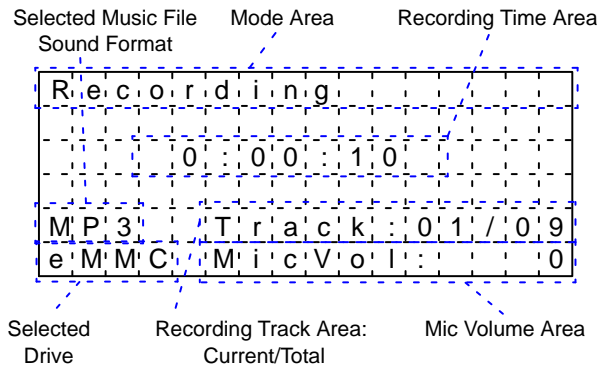 Selected Music File Sound Format
Mode Area
Recording Time Area
Recording
0:00:10
MP3 Track:01/09
eMMC MicVol: 0
Selected Drive
Recording Track Area: Current/Total
Mic Volume Area